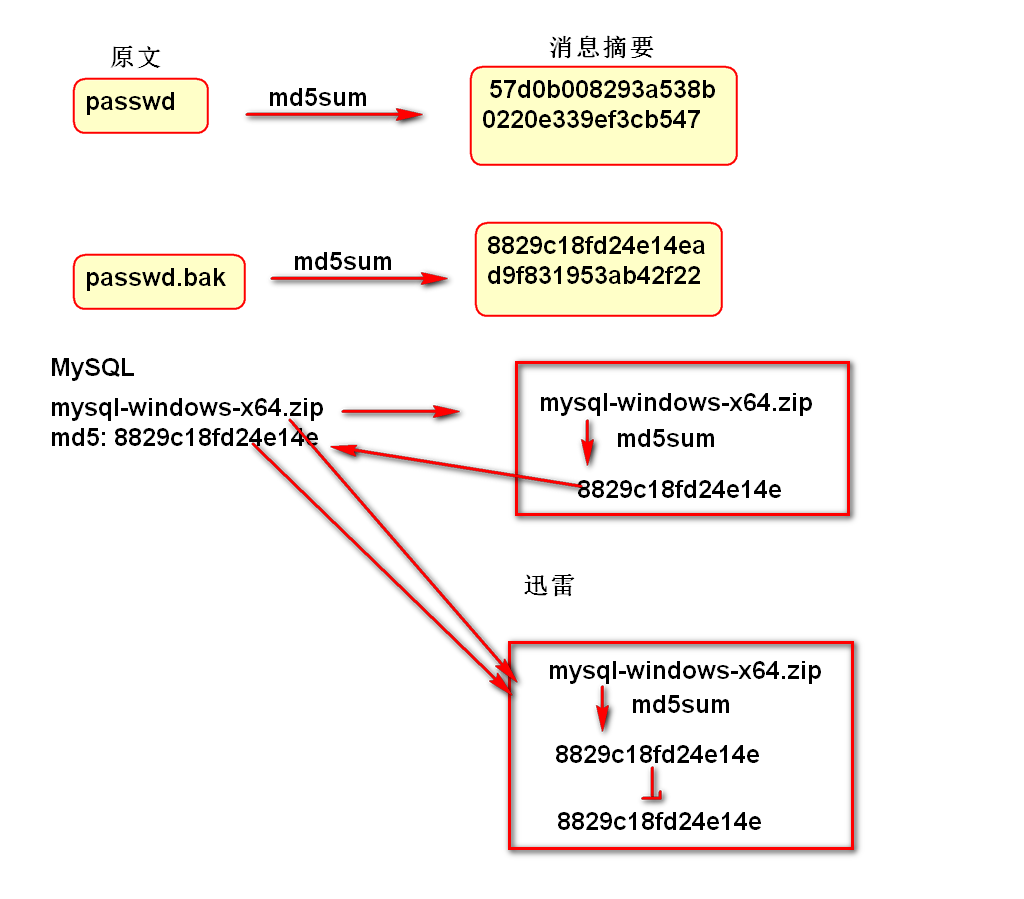 原文
消息摘要
passwd
md5sum
57d0b008293a538b
0220e339ef3cb547
passwd.bak
md5sum
8829c18fd24e14ea
d9f831953ab42f22
MySQL
mysql-windows-x64.zip
md5: 8829c18fd24e14e
mysql-windows-x64.zip
md5sum
8829c18fd24e14e
迅雷
mysql-windows-x64.zip
md5sum
8829c18fd24e14e
8829c18fd24e14e